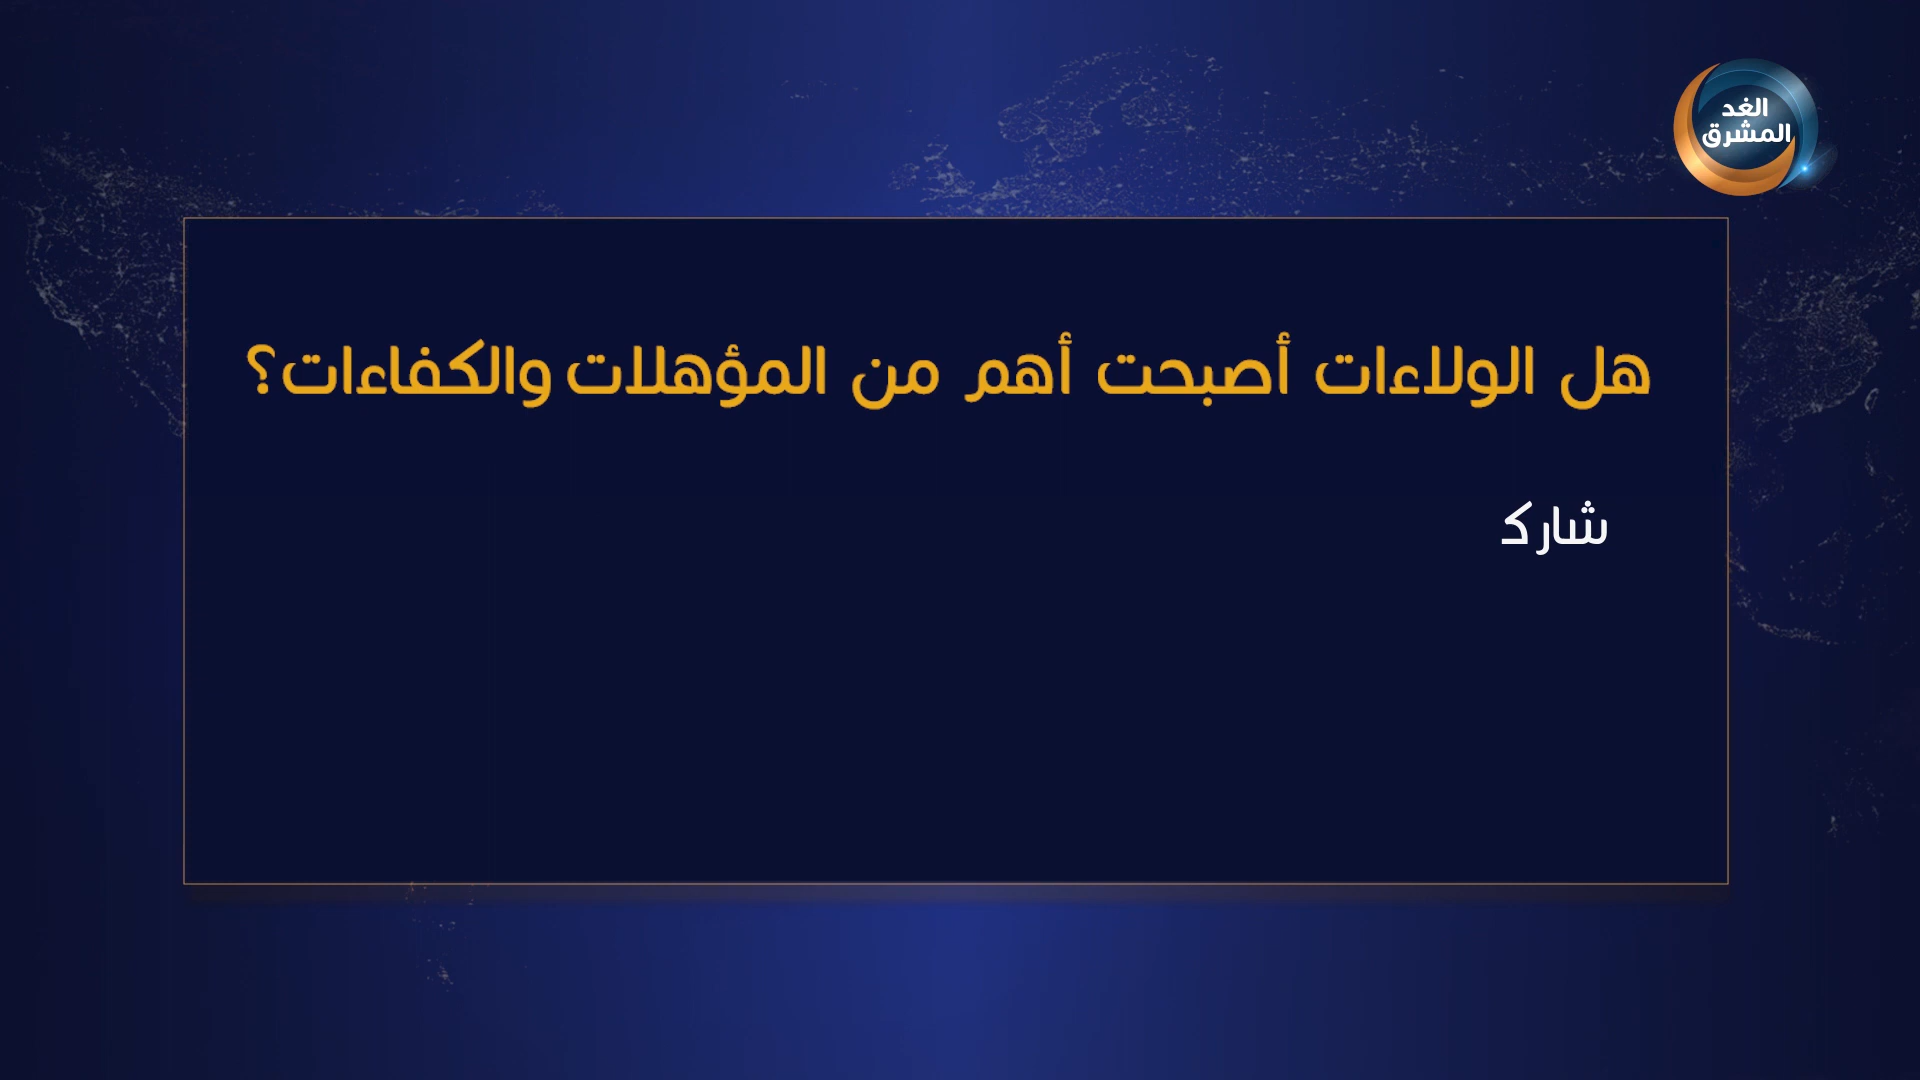 الغد
المشرق
هل الولاءات أصبحت أهم من المؤهلات والكفاءات؟
شارك